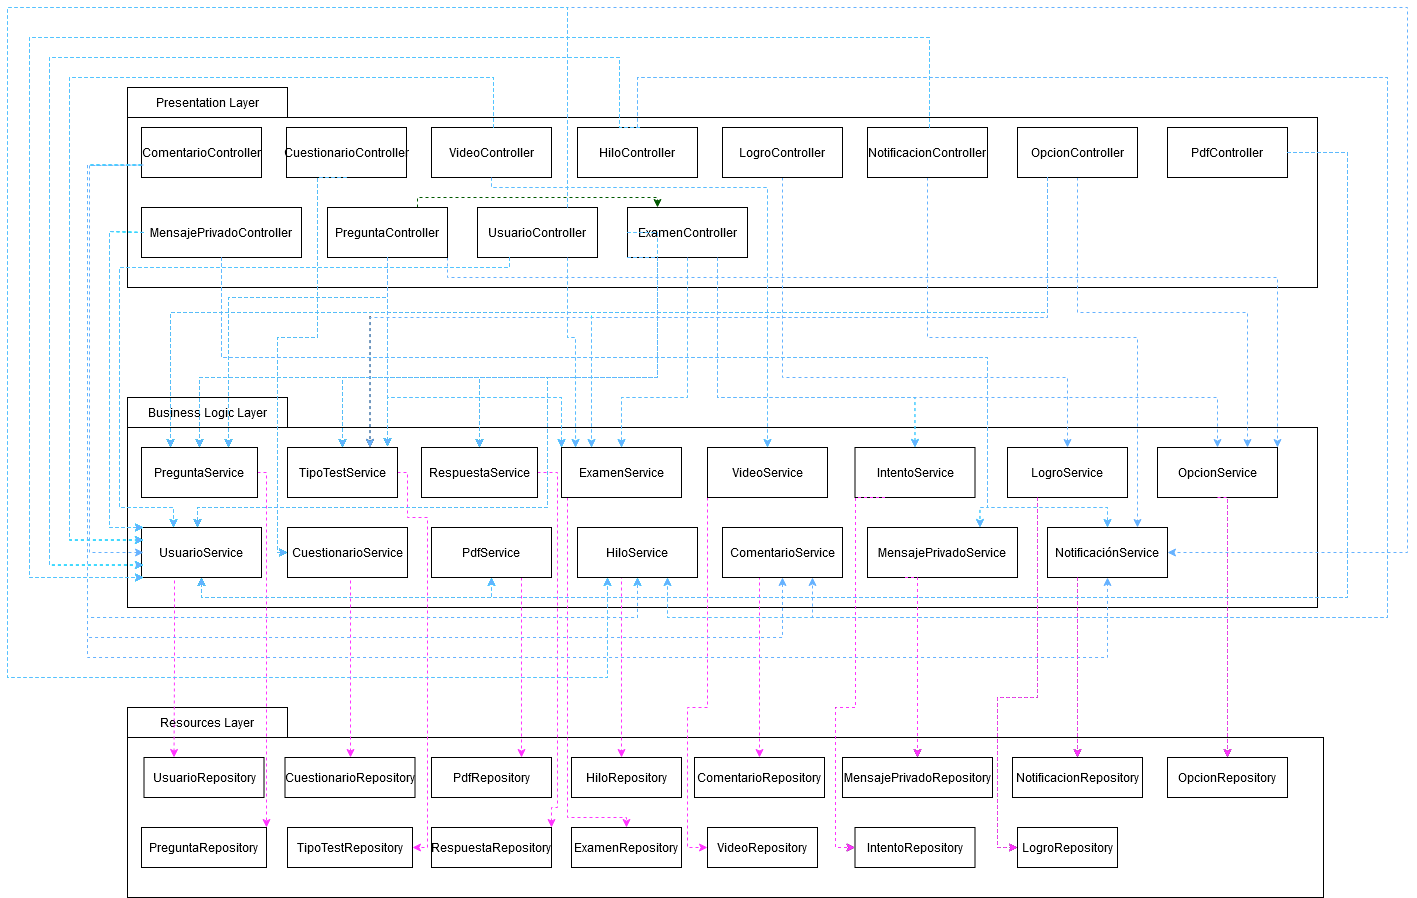 Presentation Layer
ComentarioController
CuestionarioController
VideoController
HiloController
LogroController
NotificacionController
OpcionController
PdfController
MensajePrivadoController
PreguntaController
UsuarioController
ExamenController
Business Logic Layer
PreguntaService
TipoTestService
RespuestaService
ExamenService
VideoService
IntentoService
LogroService
OpcionService
UsuarioService
CuestionarioService
PdfService
HiloService
ComentarioService
MensajePrivadoService
NotificaciónService
Resources Layer
UsuarioRepository
CuestionarioRepository
PdfRepository
HiloRepository
ComentarioRepository
MensajePrivadoRepository
NotificacionRepository
OpcionRepository
PreguntaRepository
TipoTestRepository
RespuestaRepository
ExamenRepository
VideoRepository
IntentoRepository
LogroRepository